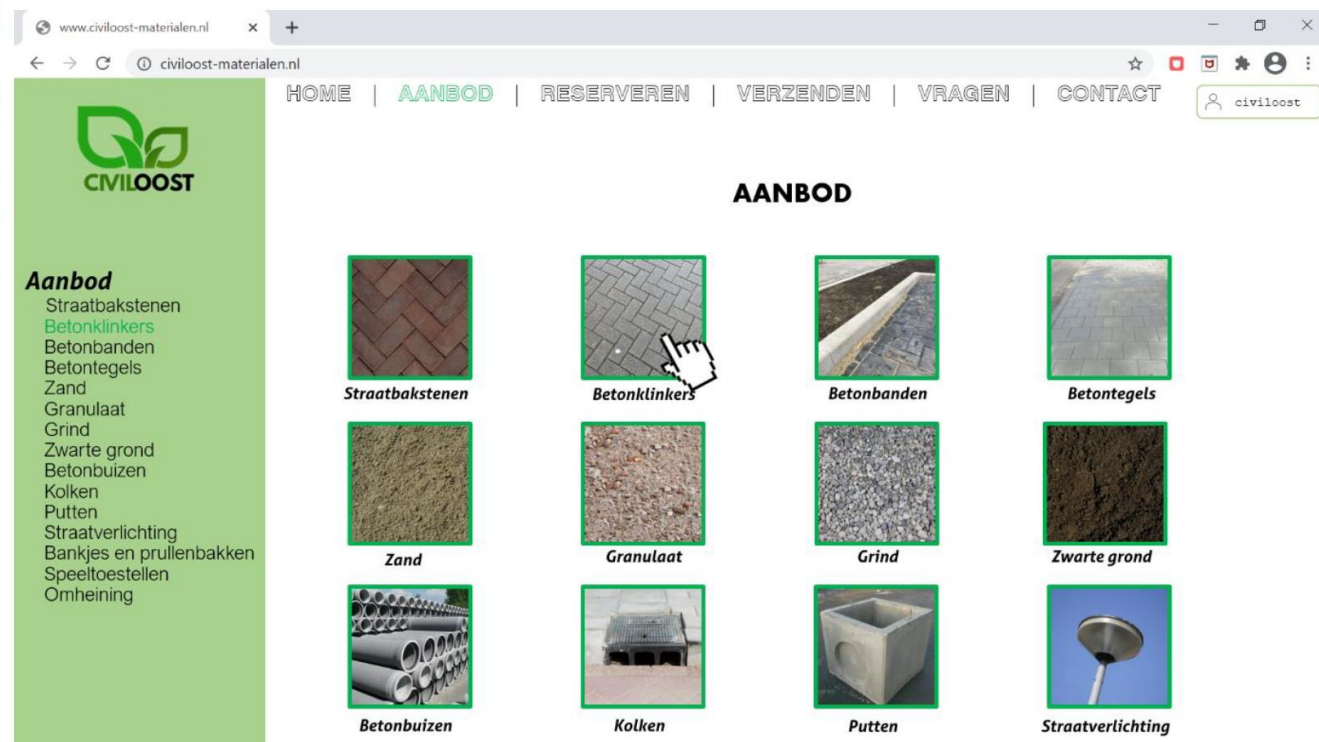 www.civiloost-materialen.nl
civiloost-materialen.nl
HOME | AANBOD | RESERVEREN | VERZENDEN | VRAGEN | CONTACT
civiloost
CIVILOOST
AANBOD
Aanbod
Straatbakstenen
Betonklinkers
Betonbanden
Betontegels
Zand
Granulaat
Grind
Zwarte grond
Betonbuizen
Kolken
Putten
Straatverlichting
Bankjes en prullenbakken
Speeltoestellen
Omheining
Straatbakstenen
Betonklinkers
Betonbanden
Betontegels
Zand
Granulaat
Grind
Zwarte grond
Betonbuizen
Kolken
Putten
Straatverlichting